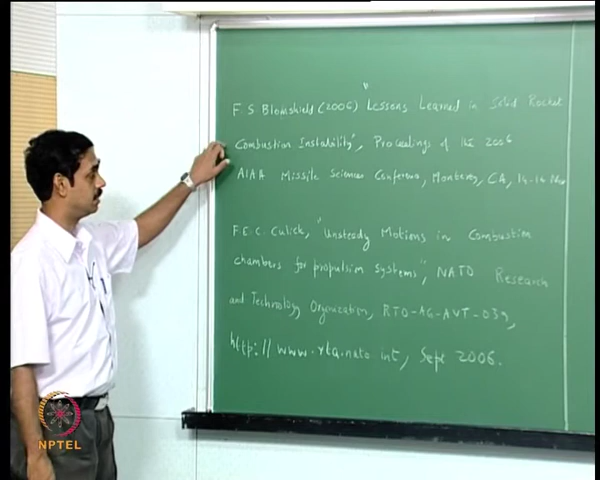 F. S Blomshield (2006) "Lessons Learned in Solid Rocket
Combustion Instability", Proceedings of the 2006
AIAA Missile Sciences Conference, Monterey, CA, 14-16 Nov
F.E.C. Culick, "Unsteady Motions in Combustion
chambers for propulsion systems", NATO Research
and Technology Organization, RTO-AG-AVT-039,
http://www.rta.nato.int, Sept 2006.
NPTEL